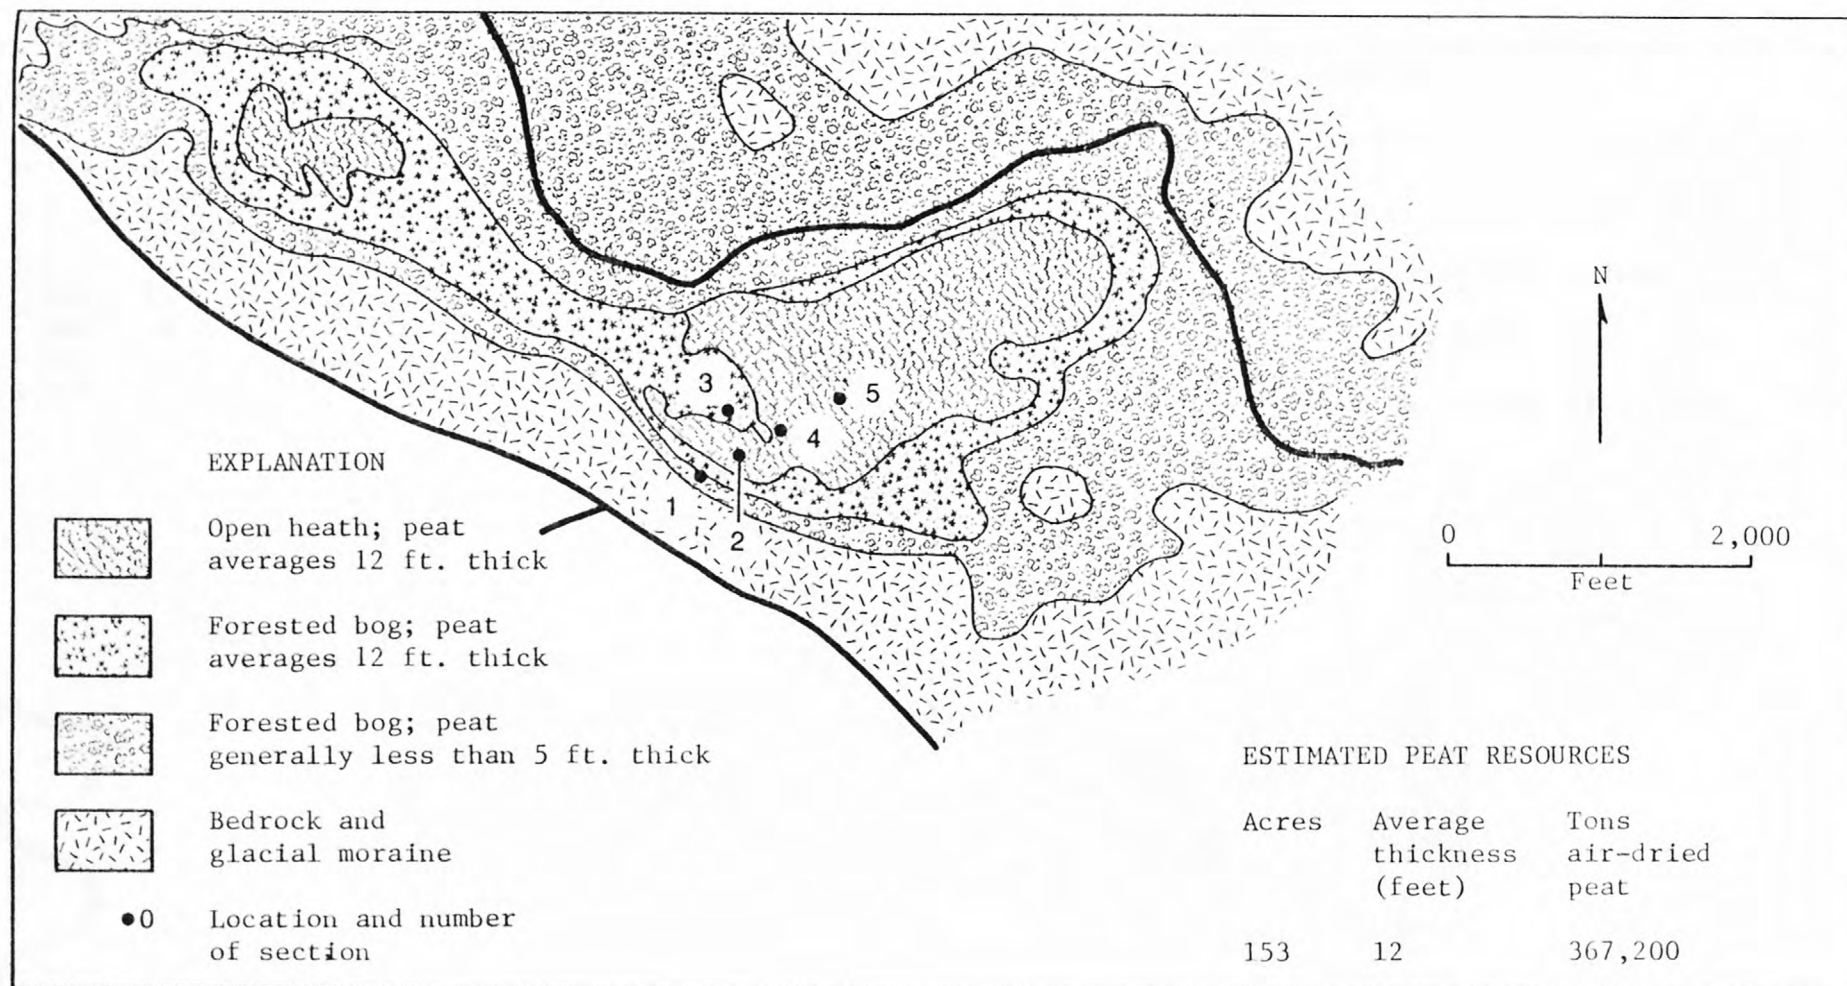 3
5
4
1
2
N
0 2,000
Feet
EXPLANATION
Open heath; peat
averages 12 ft. thick
Forested bog; peat
averages 12 ft. thick
Forested bog; peat
generally less than 5 ft. thick
Bedrock and
glacial moraine
0 Location and number
of section
ESTIMATED PEAT RESOURCES
Acres Average Tons
thickness air-dried
(feet) peat
153 12 367,200